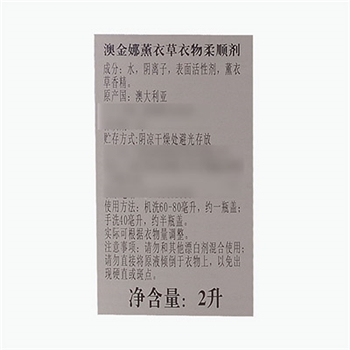 澳金娜薰衣草衣物柔顺剂
成分：水，阴离子，表面活性剂，薰衣
草香精。
原产国：澳大利亚
贮存方式:阴凉干燥处避光存放
使用方法：机洗60-80毫升，约一瓶盖；
手洗40毫升，约半瓶盖。
实际可根据衣物量调整。
注意事项：请勿和其他漂白剂混合使用；
请勿直接将原液倾倒于衣物上，以免出
现硬直或斑点。
净含量：2升